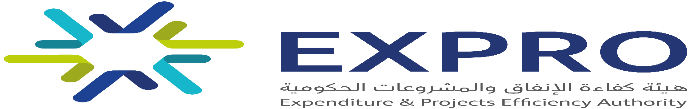 EXPRO
هيئة كفاءة الإنفاق والمشروعات الحكومية
Expenditure & Projects Efficiency Authority